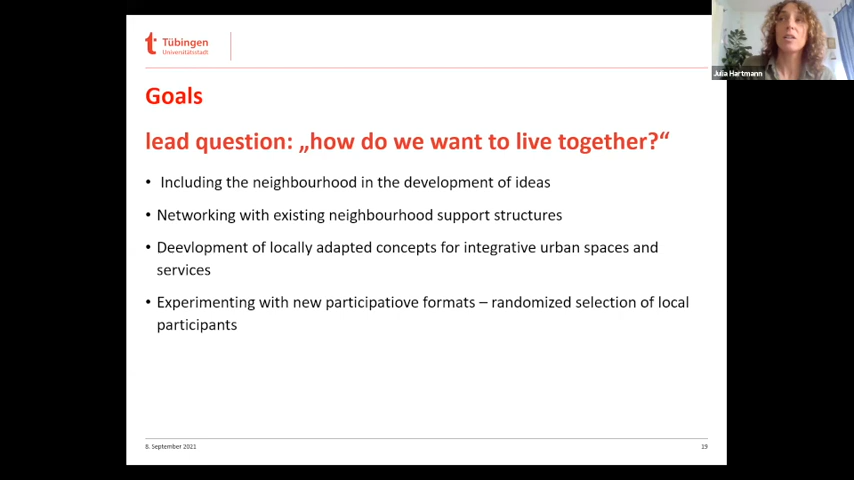 Tübingen
Universitätsstadt
Julia Hartmann
Goals
lead question: „how do we want to live together?“
• Including the neighbourhood in the development of ideas
• Networking with existing neighbourhood support structures
• Deevlopment of locally adapted concepts for integrative urban spaces and
services
• Experimenting with new participatiove formats – randomized selection of local
participants
8. September 2021
19